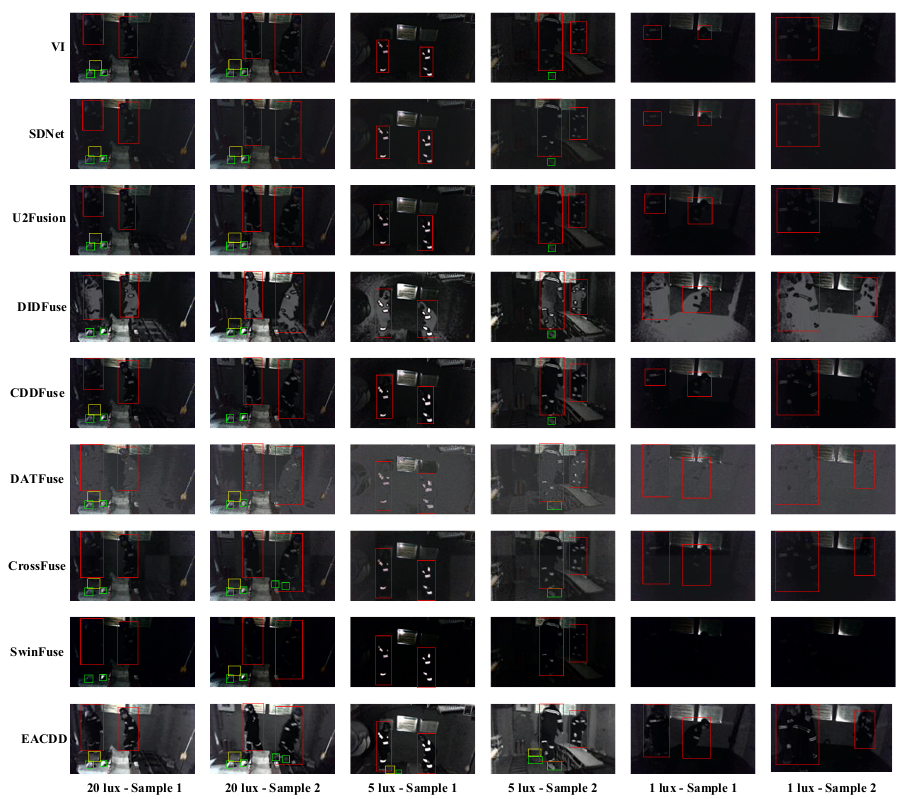 VI
SDNet
U2Fusion
DIDFuse
CDDFuse
DATFuse
CrossFuse
SwinFuse
EACDD
20 lux - Sample 1 20 lux - Sample 2 5 lux - Sample 1 5 lux - Sample 2 1 lux - Sample 1 1 lux - Sample 2